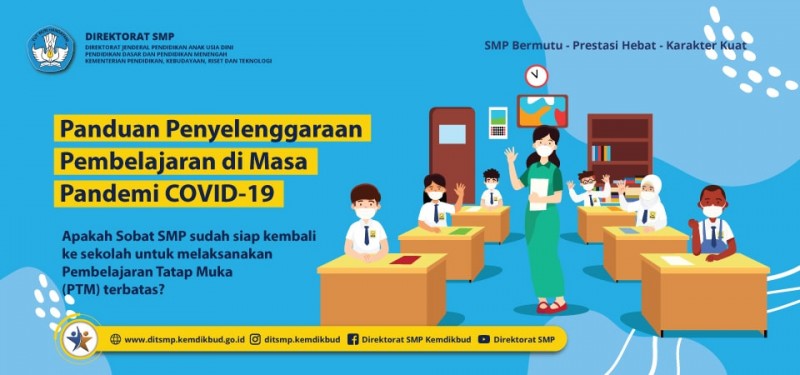 DIREKTORAT SMP
DIREKTORAT JENDERAL PENDIDIKAN ANAK USIA DINI
PENDIDIKAN DASAR DAN PENDIDIKAN MENENGAH
KEMENTERIAN PENDIDIKAN, KEBUDAYAAN, RISET DAN TEKNOLOGI
SMP Bermutu - Prestasi Hebat - Karakter Kuat
Panduan Penyelenggaraan
Pembelajaran di Masa
Pandemi COVID-19
Apakah Sobat SMP sudah siap kembali
ke sekolah untuk melaksanakan
Pembelajaran Tatap Muka
(PTM) terbatas?
www.ditsmp.kemdikbud.go.id ditsmp.kemdikbud Direktorat SMP Kemdikbud Direktorat SMP